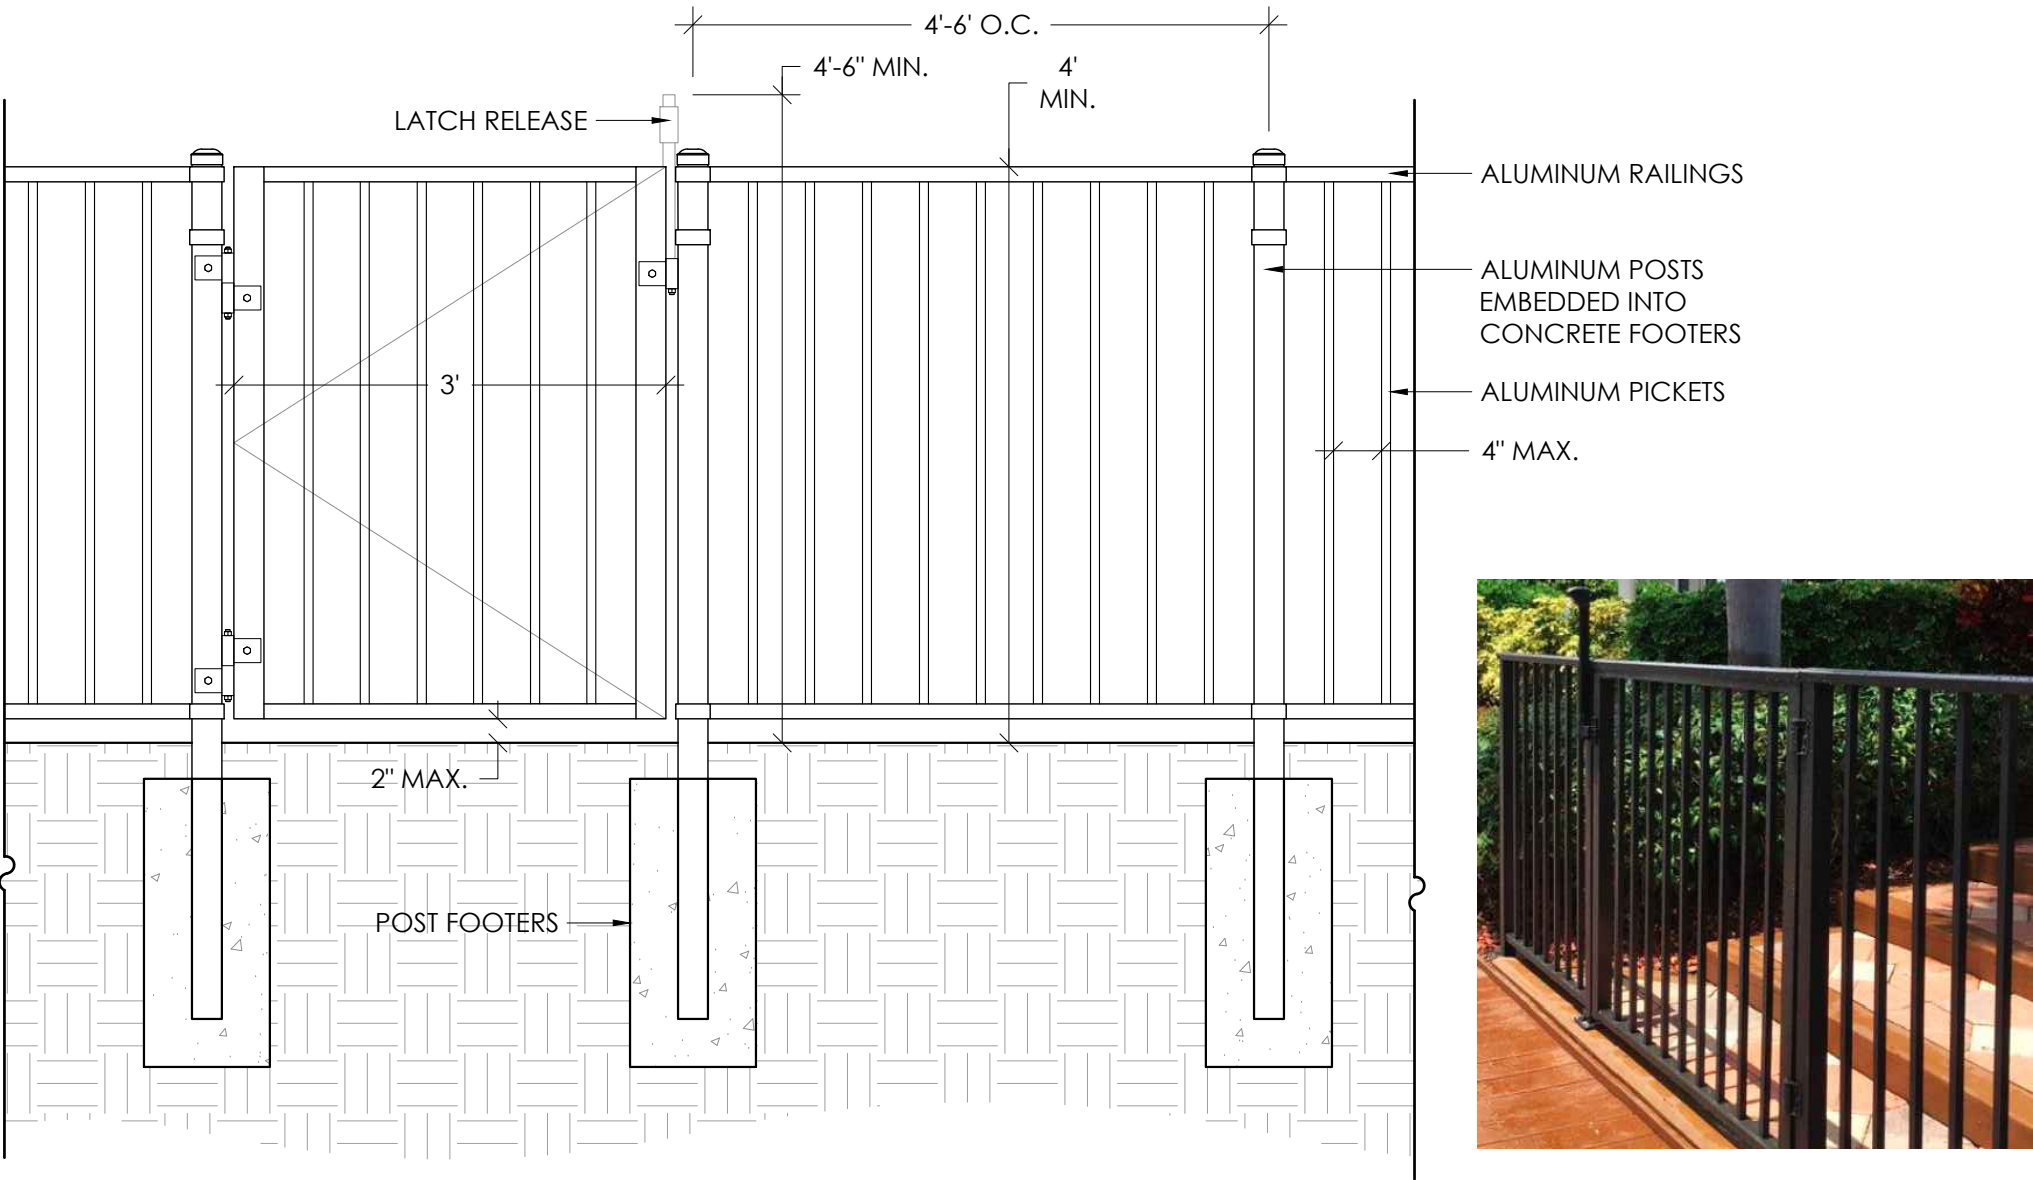 4'-6' O.C.
4'-6" MIN.
4'
MIN.
LATCH RELEASE
ALUMINUM RAILINGS
ALUMINUM POSTS
EMBEDDED INTO
CONCRETE FOOTERS
3'
ALUMINUM PICKETS
4" MAX.
2" MAX.
POST FOOTERS